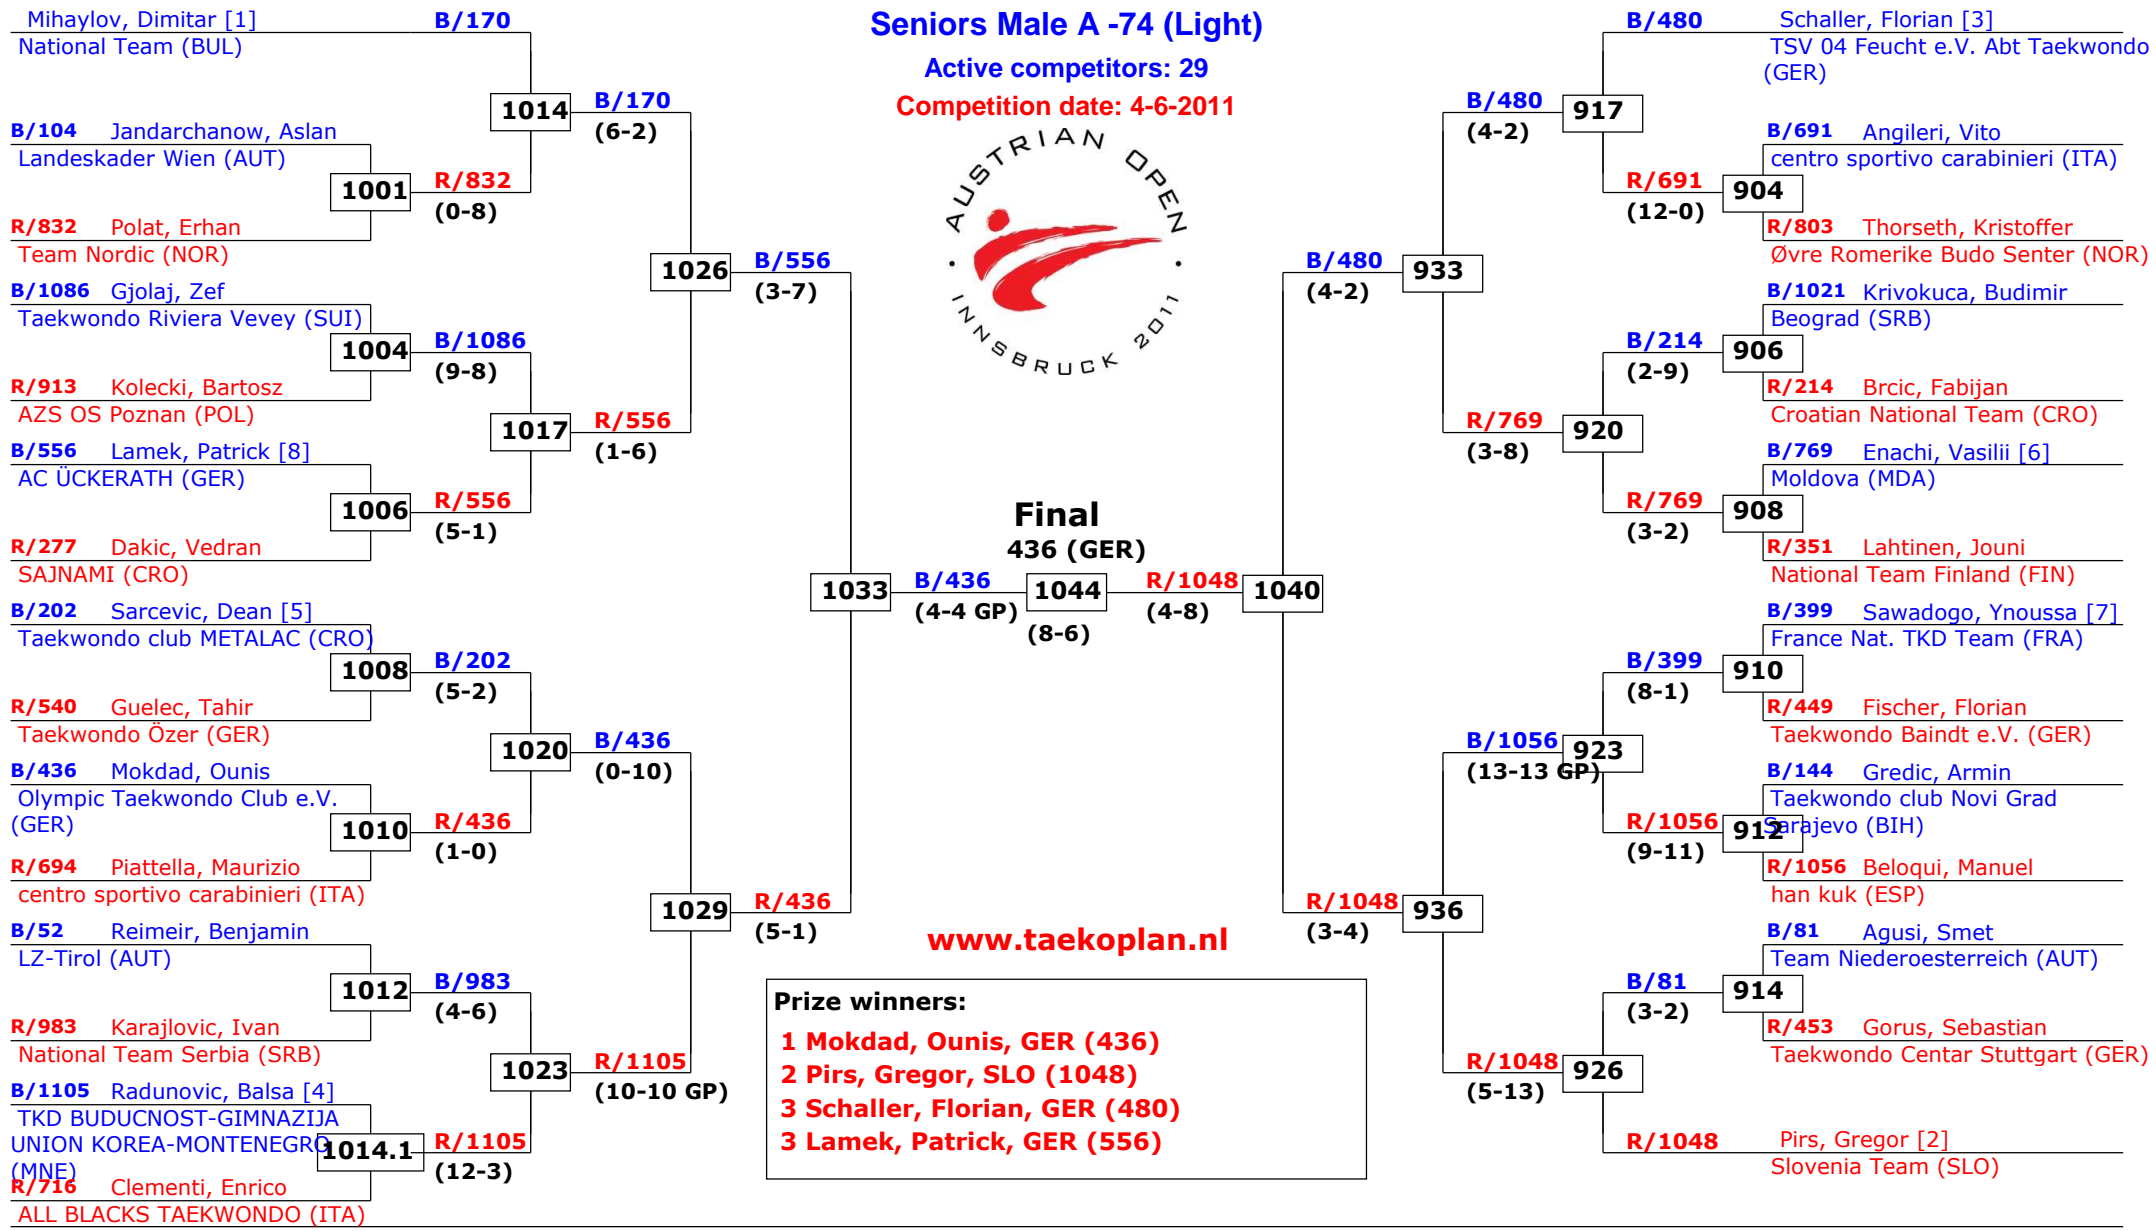 Seniors Male A -74 (Light)
Active competitors: 29
Competition date: 4-6-2011
AUSTRIAN OPEN
· INNSBRUCK 2011 ·
Mihaylov, Dimitar [1]
National Team (BUL)
B/170
B/104 Jandarchanow, Aslan
Landeskader Wien (AUT)
R/832 Polat, Erhan
Team Nordic (NOR)
B/1086 Gjolaj, Zef
Taekwondo Riviera Vevey (SUI)
R/913 Kolecki, Bartosz
AZS OS Poznan (POL)
B/556 Lamek, Patrick [8]
AC ÜCKERATH (GER)
R/277 Dakic, Vedran
SAJNAMI (CRO)
B/202 Sarcevic, Dean [5]
Taekwondo club METALAC (CRO)
R/540 Guelec, Tahir
Taekwondo Özer (GER)
B/436 Mokdad, Ounis
Olympic Taekwondo Club e.V.
(GER)
R/694 Piattella, Maurizio
centro sportivo carabinieri (ITA)
B/52 Reimeir, Benjamin
LZ-Tirol (AUT)
R/983 Karajlovic, Ivan
National Team Serbia (SRB)
B/1105 Radunovic, Balsa [4]
TKD BUDUCNOST-GIMNAZIJA
UNION KOREA-MONTENEGRO
(MNE)
R/716 Clementi, Enrico
ALL BLACKS TAEKWONDO (ITA)
1001
R/832
(0-8)
1004
B/1086
(9-8)
1006
R/556
(5-1)
1008
B/202
(5-2)
1010
R/436
(1-0)
1012
B/983
(4-6)
1014.1
R/1105
(12-3)
1014
B/170
(6-2)
1017
R/556
(1-6)
1020
B/436
(0-10)
1023
R/1105
(10-10 GP)
1026
B/556
(3-7)
1029
R/436
(5-1)
1033
B/436
(4-4 GP)
Final
436 (GER)
1044
(8-6)
R/1048
(4-8)
1040
B/480
(4-2)
933
R/1048
(3-4)
936
B/480
(4-2)
917
R/769
(3-8)
920
B/1056
(13-13 GP)
923
R/1048
(5-13)
926
B/480
R/691
(12-0)
904
B/214
(2-9)
906
R/769
(3-2)
908
B/399
(8-1)
910
R/1056
(9-11)
912
B/81
(3-2)
914
R/1048
Schaller, Florian [3]
TSV 04 Feucht e.V. Abt Taekwondo
(GER)
B/691 Angileri, Vito
centro sportivo carabinieri (ITA)
R/803 Thorseth, Kristoffer
Øvre Romerike Budo Senter (NOR)
B/1021 Krivokuca, Budimir
Beograd (SRB)
R/214 Brcic, Fabijan
Croatian National Team (CRO)
B/769 Enachi, Vasilii [6]
Moldova (MDA)
R/351 Lahtinen, Jouni
National Team Finland (FIN)
B/399 Sawadogo, Ynoussa [7]
France Nat. TKD Team (FRA)
R/449 Fischer, Florian
Taekwondo Baindt e.V. (GER)
B/144 Gredic, Armin
Taekwondo club Novi Grad
Sarajevo (BIH)
R/1056 Beloqui, Manuel
han kuk (ESP)
B/81 Agusi, Smet
Team Niederoesterreich (AUT)
R/453 Gorus, Sebastian
Taekwondo Centar Stuttgart (GER)
Pirs, Gregor [2]
Slovenia Team (SLO)
www.taekoplan.nl
Prize winners:
1 Mokdad, Ounis, GER (436)
2 Pirs, Gregor, SLO (1048)
3 Schaller, Florian, GER (480)
3 Lamek, Patrick, GER (556)